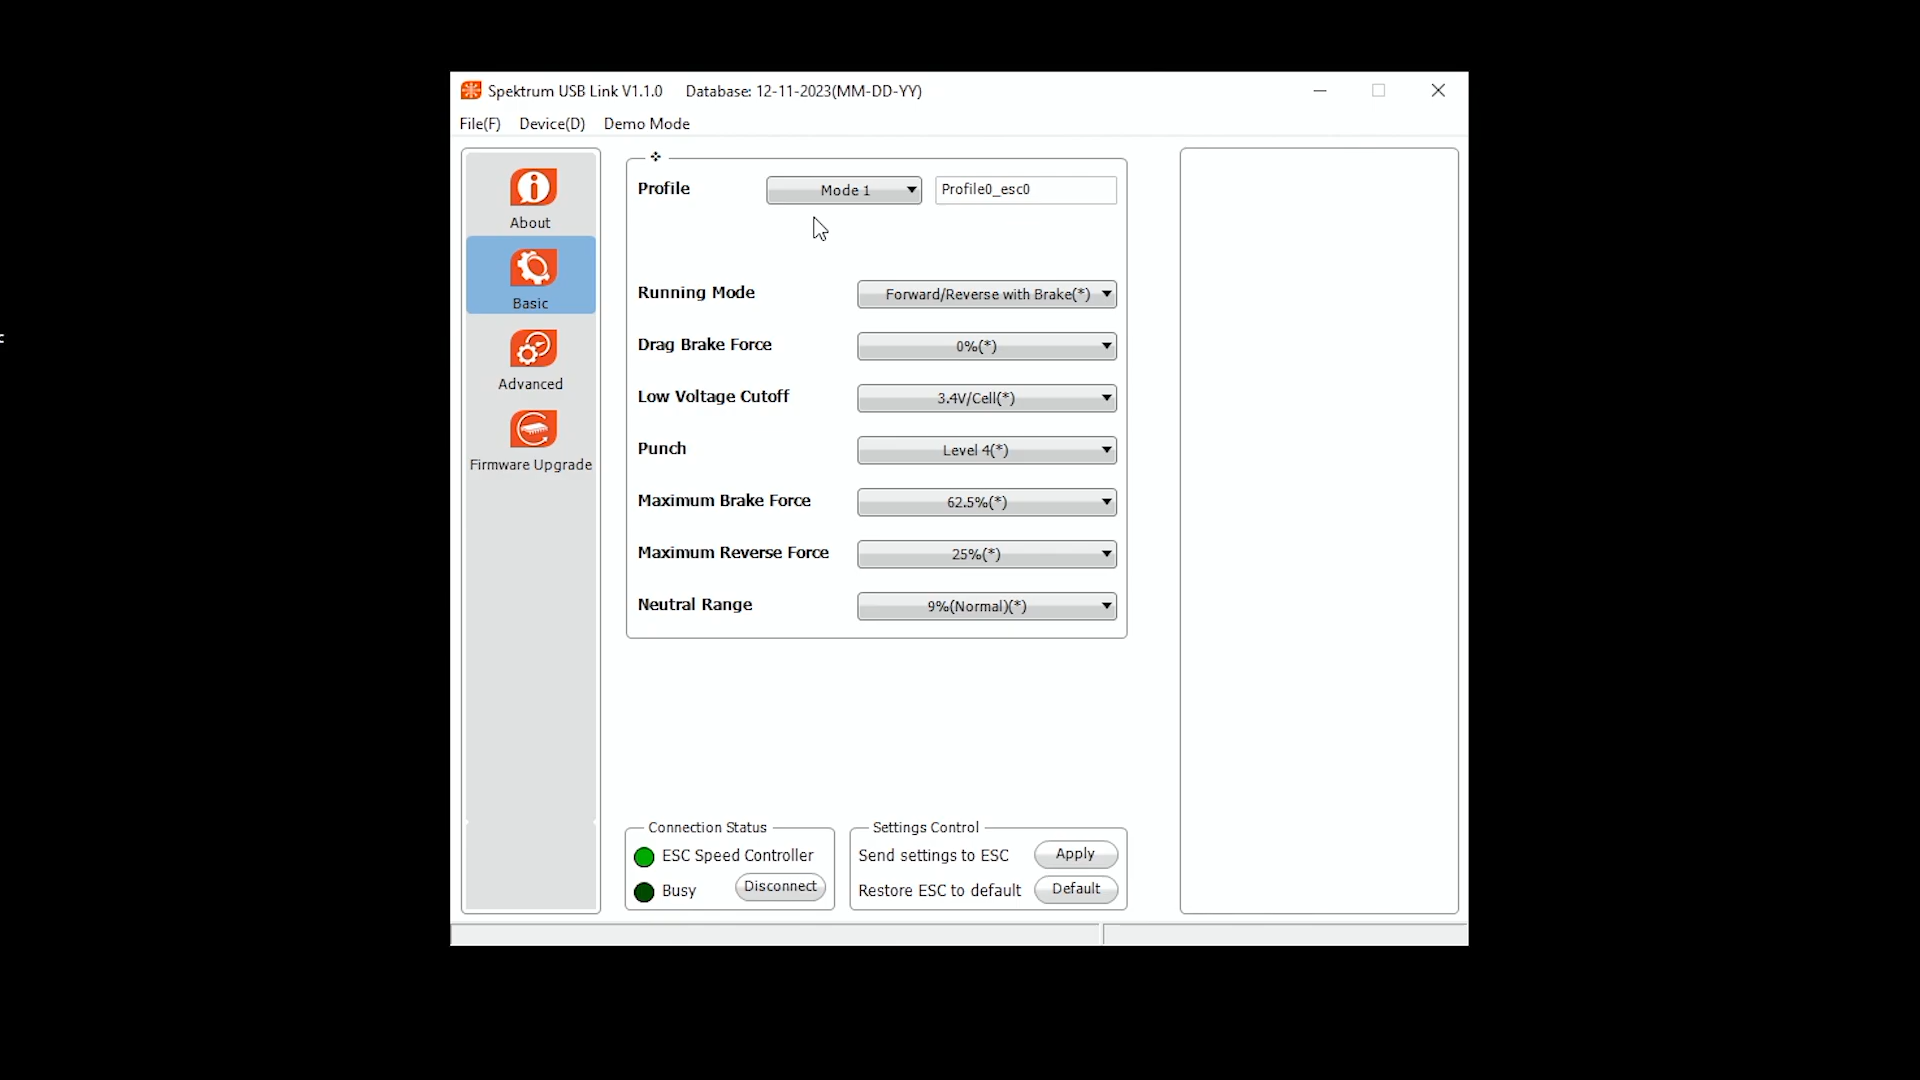 Spektrum USB Link V1.1.0 Database: 12-11-2023(MM-DD-YY)
File(F) Device(D) Demo Mode
About
Basic
Advanced
Firmware Upgrade
Profile Mode 1 Profile0_esc0
Running Mode Forward/Reverse with Brake(*)
Drag Brake Force 0%(*)
Low Voltage Cutoff 3.4V/Cell(*)
Punch Level 4(*)
Maximum Brake Force 62.5%(*)
Maximum Reverse Force 25%(*)
Neutral Range 9%(Normal)(*)
Connection Status
ESC Speed Controller
Busy Disconnect
Settings Control
Send settings to ESC Apply
Restore ESC to default Default